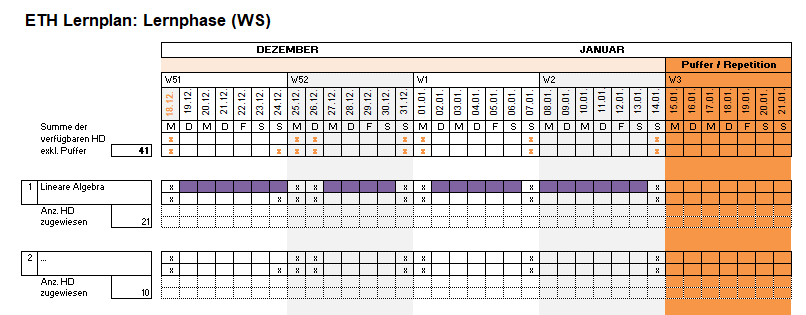 ETH Lernplan: Lernphase (WS)
DEZEMBER JANUAR
Puffer / Repetition
W51 W52 W1 W2 W3
18.12. 19.12. 20.12. 21.12. 22.12. 23.12. 24.12. 25.12. 26.12. 27.12. 28.12. 29.12. 30.12. 31.12. 01.01. 02.01. 03.01. 04.01. 05.01. 06.01. 07.01. 08.01. 09.01. 10.01. 11.01. 12.01. 13.01. 14.01. 15.01. 16.01. 17.01. 18.01. 19.01. 20.01. 21.01.
Summe der M D M D F S S M D M D F S S M D M D F S S M D M D F S S M D M D F S S
verfügbaren HD x x x x x x x
exkl. Puffer 41 x x x x x x x x
1 Lineare Algebra x x x x x x x
x x x x x x x x
Anz. HD
zugewiesen 21
2 ... x x x x x x x
x x x x x x x x
Anz. HD
zugewiesen 10